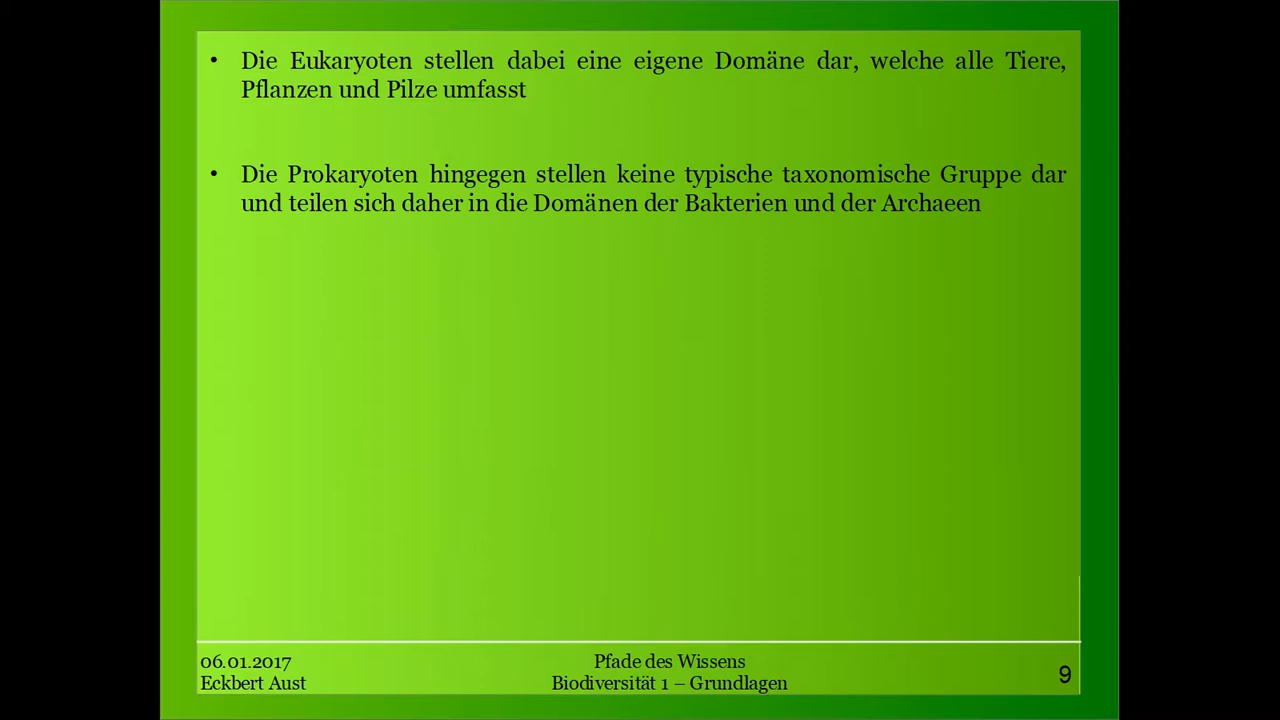 • Die Eukaryoten stellen dabei eine eigene Domäne dar, welche alle Tiere,
Pflanzen und Pilze umfasst
• Die Prokaryoten hingegen stellen keine typische taxonomische Gruppe dar
und teilen sich daher in die Domänen der Bakterien und der Archaeen
06.01.2017
Eckbert Aust
Pfade des Wissens
Biodiversität 1 – Grundlagen
9